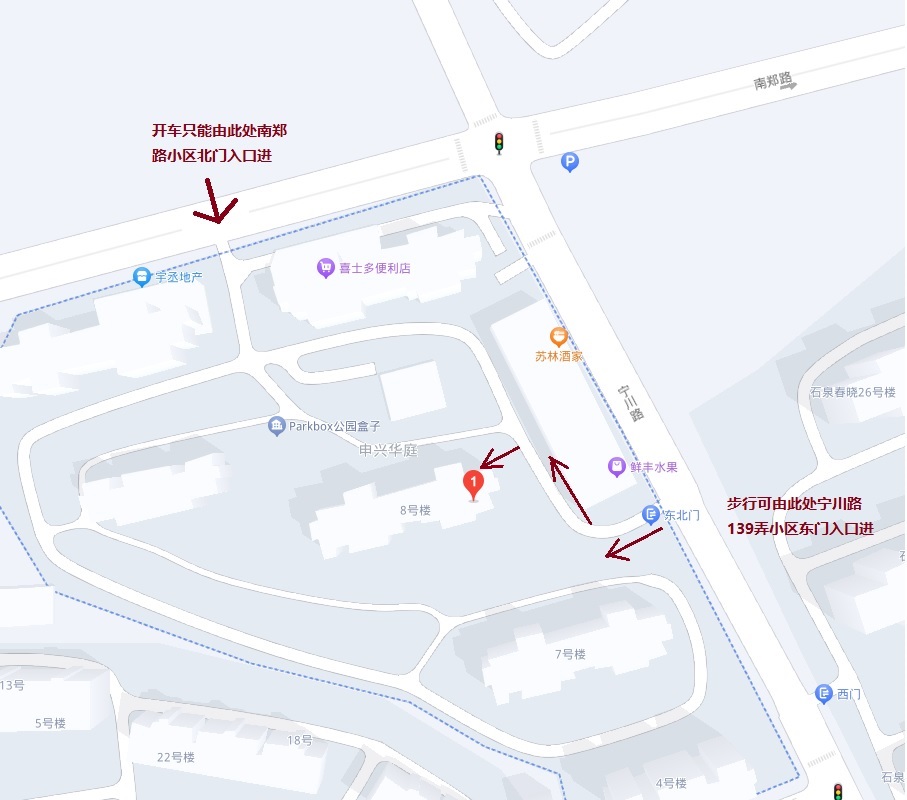 南郑路
开车只能由此处南郑
路小区北门入口进
P
宇丞地产
喜士多便利店
苏林酒家
宁川路
石泉春晓26号楼
Parkbox公园盒子
申兴华庭
鲜丰水果
1
8号楼
东北门
步行可由此处宁川路
139弄小区东门入口进
石
7号楼
13号
西门
5号楼
18号
22号楼
4号楼
石泉